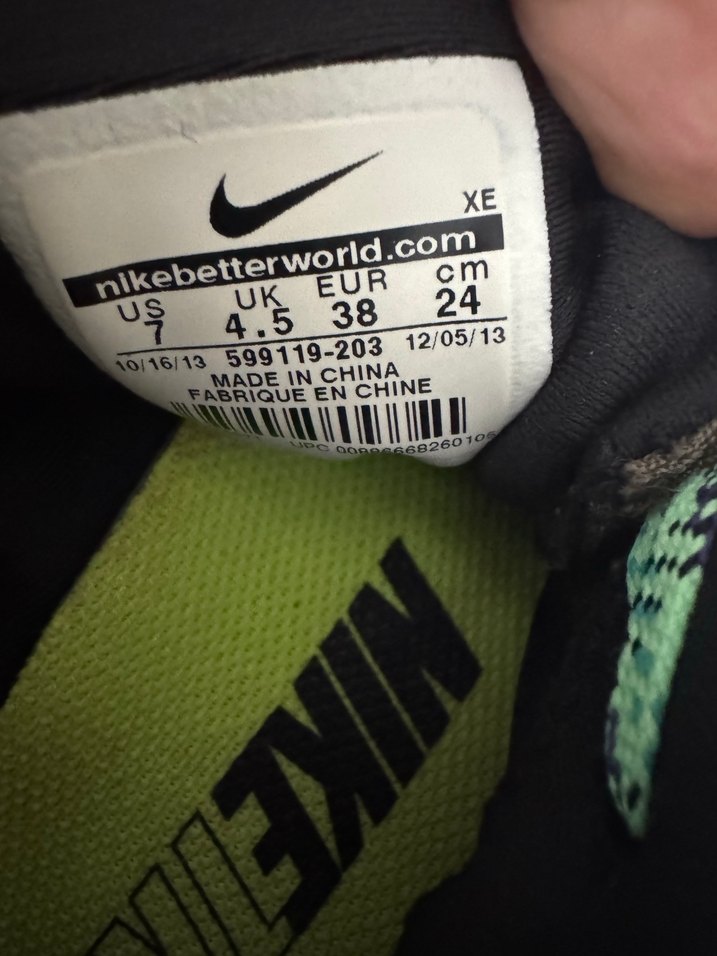 XE
nikebetterworld.com
US UK EUR cm
7 4.5 38 24
10/16/13 599119-203 12/05/13
MADE IN CHINA
FABRIQUE EN CHINE
UPC
NIKE